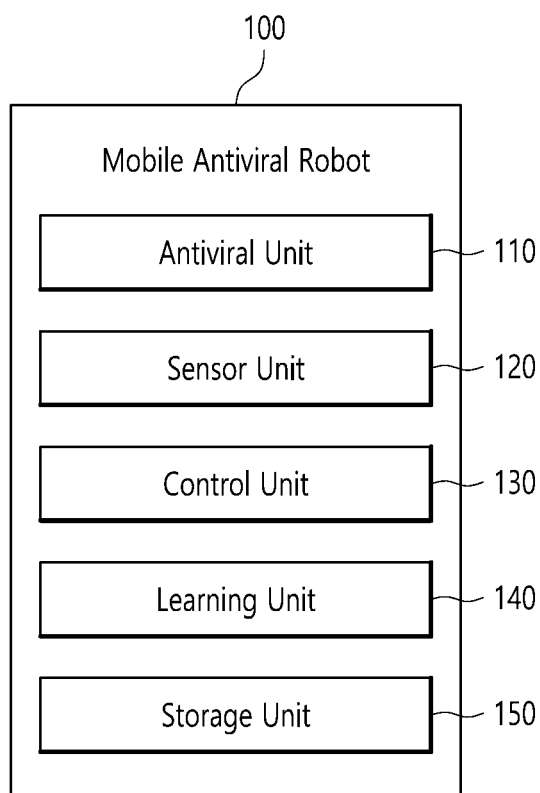 100
Mobile Antiviral Robot
Antiviral Unit 110
Sensor Unit 120
Control Unit 130
Learning Unit 140
Storage Unit 150